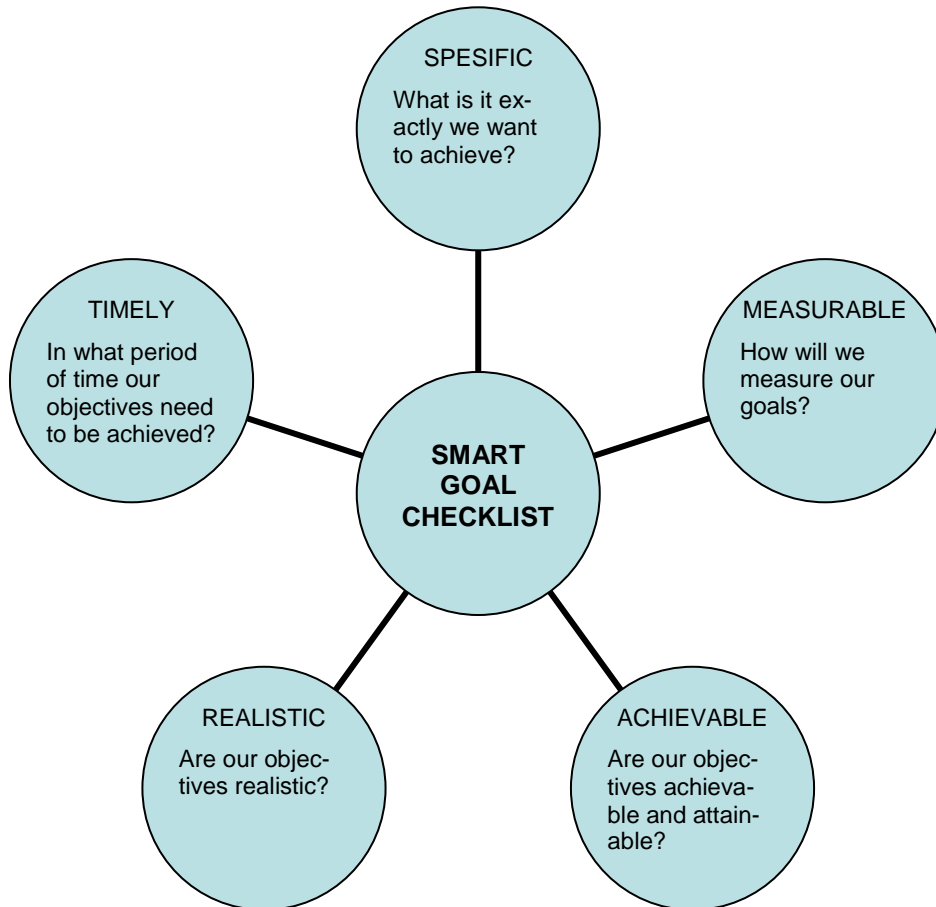 SPESIFIC
What is it ex-
actly we want
to achieve?
TIMELY
In what period
of time our
objectives need
to be achieved?
MEASURABLE
How will we
measure our
goals?
SMART
GOAL
CHECKLIST
REALISTIC
Are our objec-
tives realistic?
ACHIEVABLE
Are our objec-
tives achieva-
ble and attain-
able?